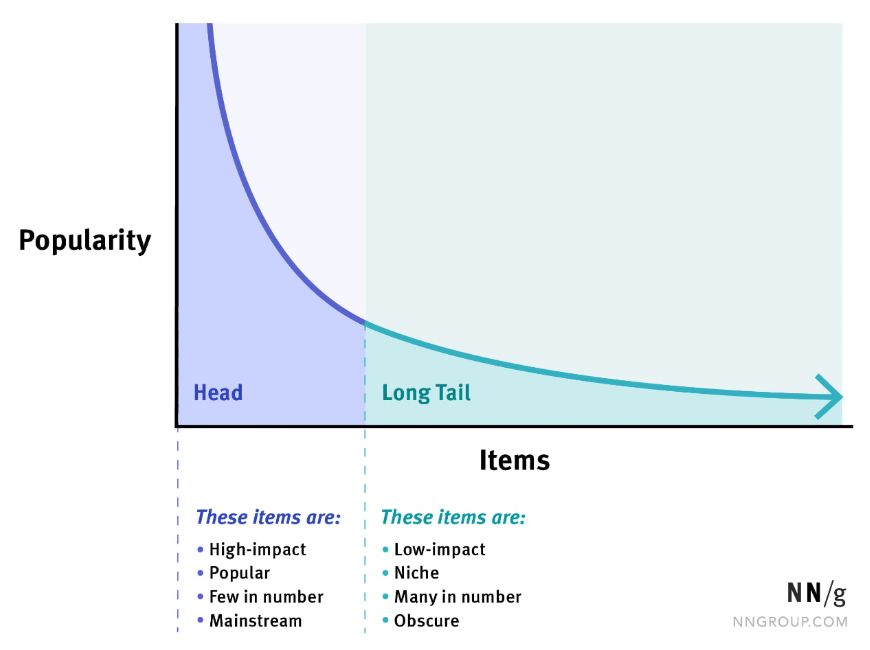 Popularity
Head
Long Tail
Items
These items are:
• High-impact
• Popular
• Few in number
• Mainstream
These items are:
• Low-impact
• Niche
• Many in number
• Obscure
NN/g
NNGROUP.COM